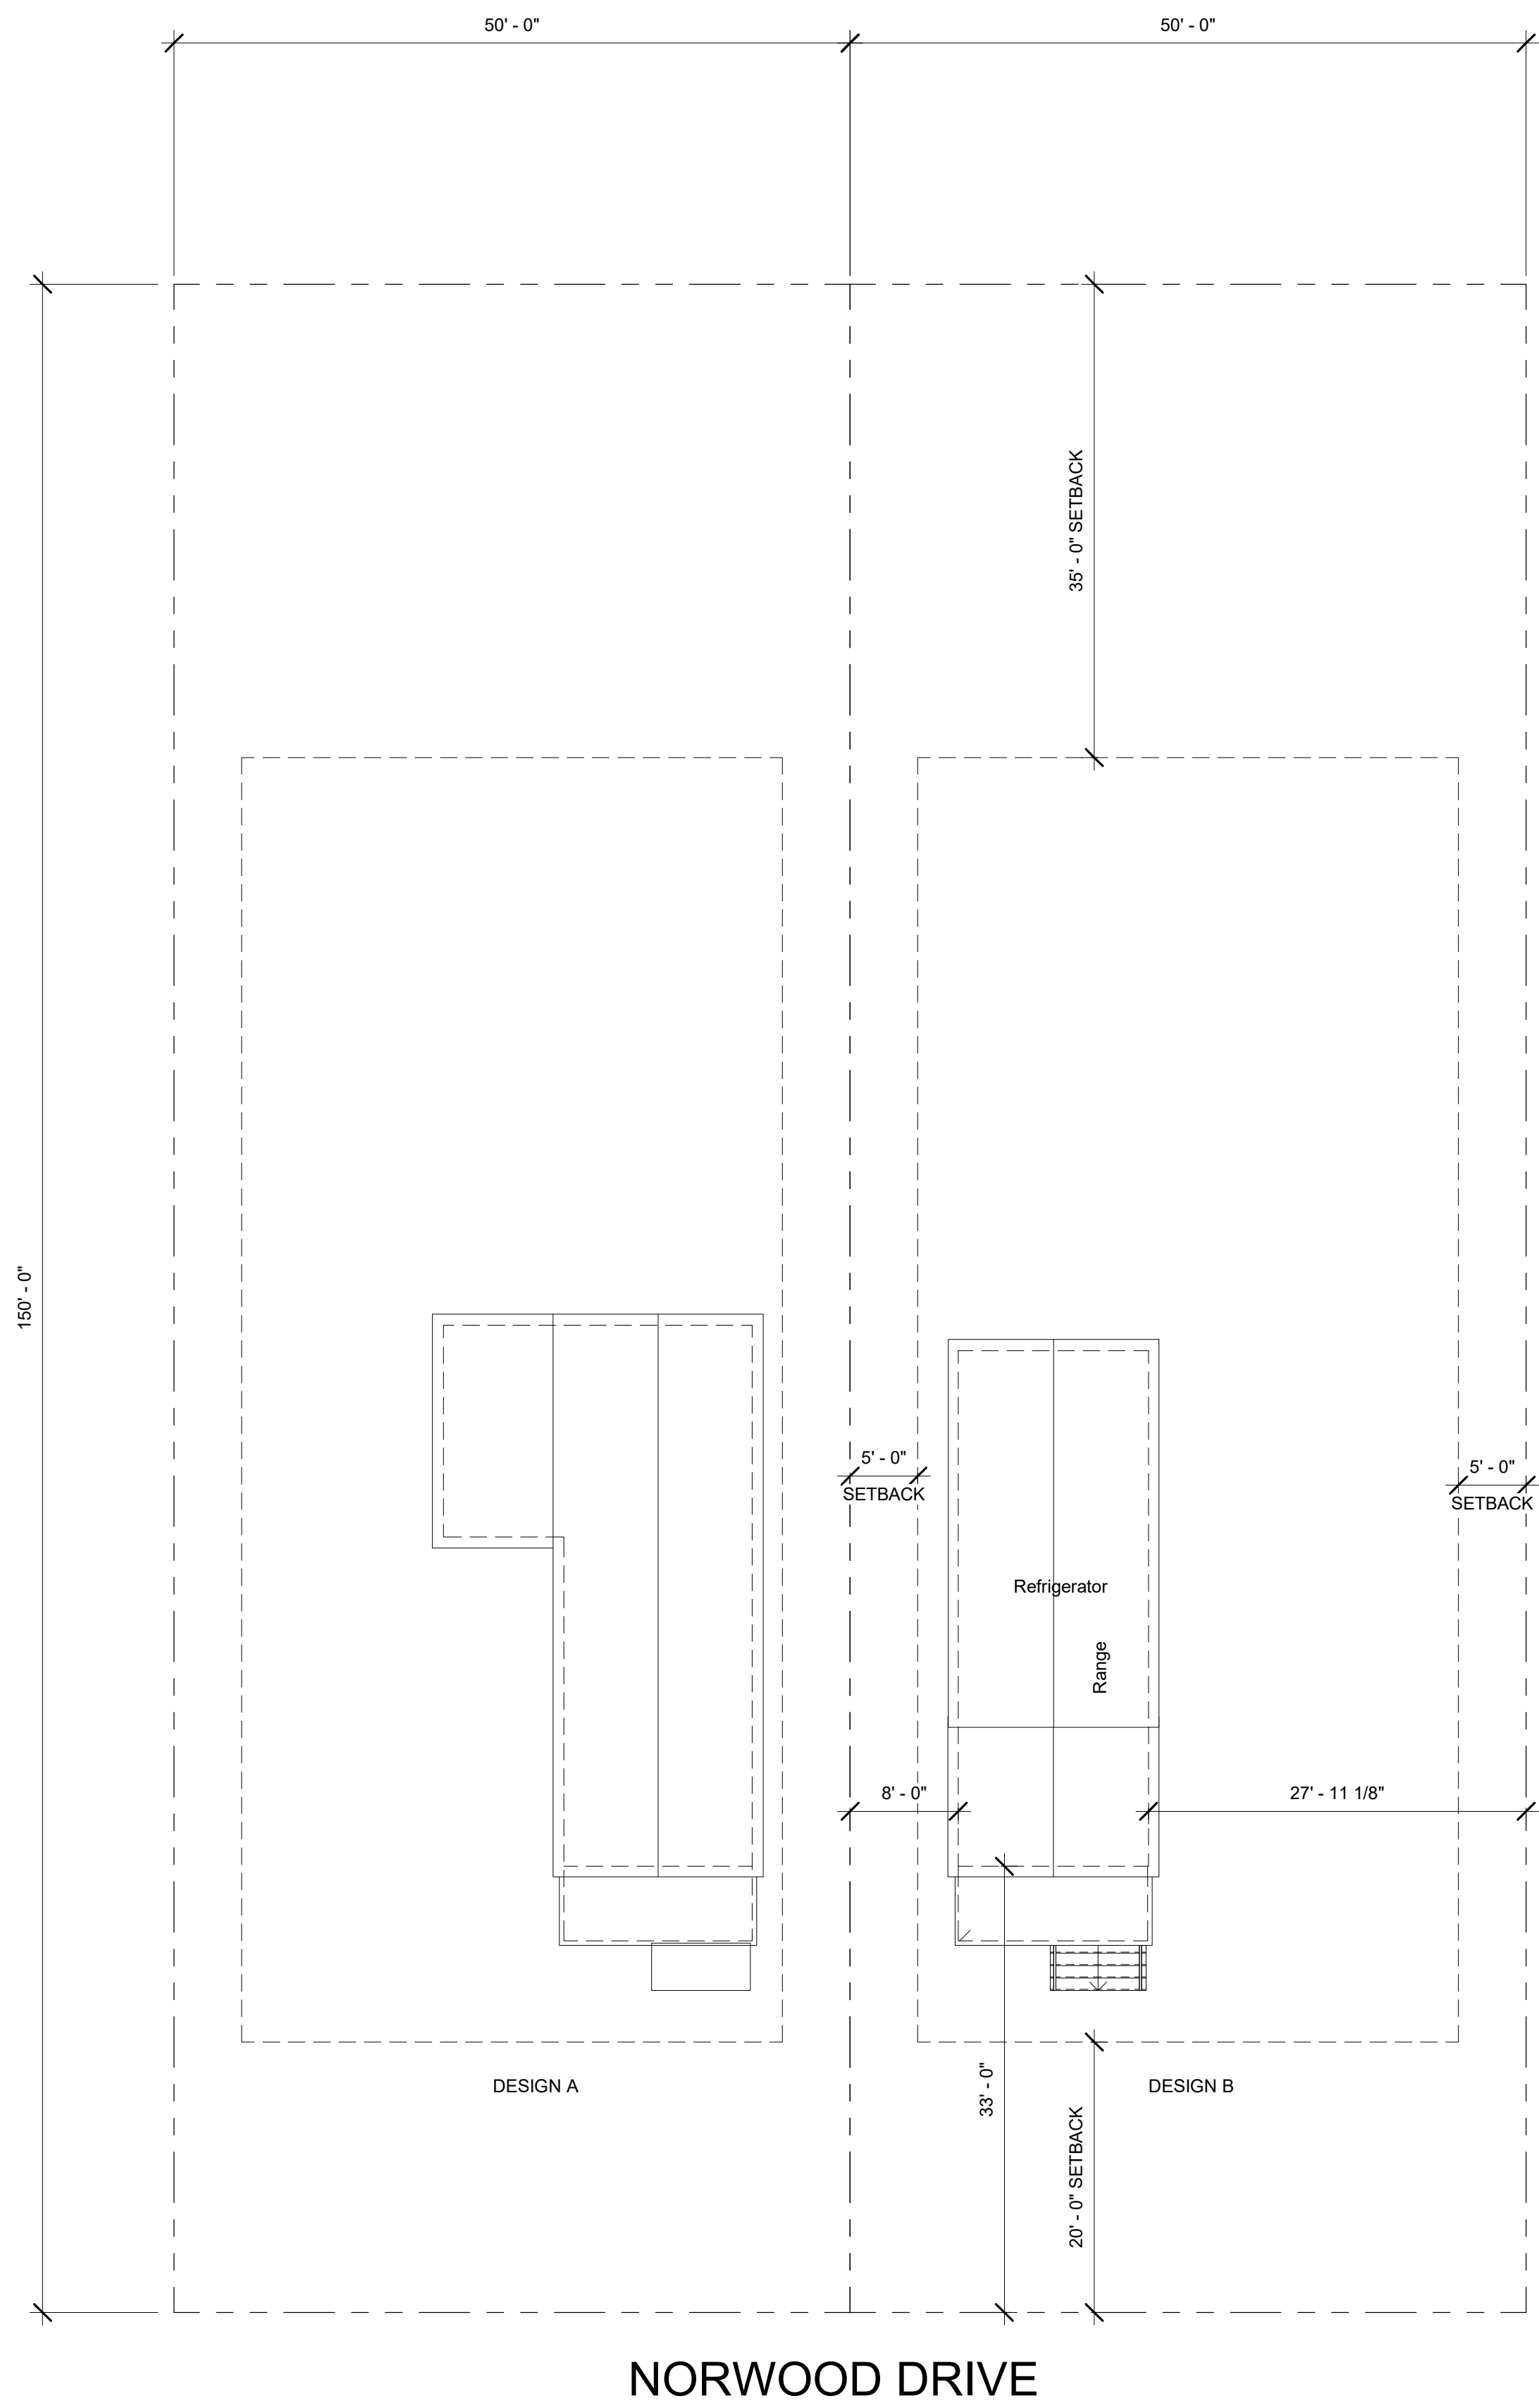 50' - 0"
50' - 0"
35' - 0" SETBACK
150' - 0"
5' - 0"
SETBACK
5' - 0"
SETBACK
Refrigerator
Range
8' - 0"
27' - 11 1/8"
33' - 0"
DESIGN A
DESIGN B
20' - 0" SETBACK
NORWOOD DRIVE